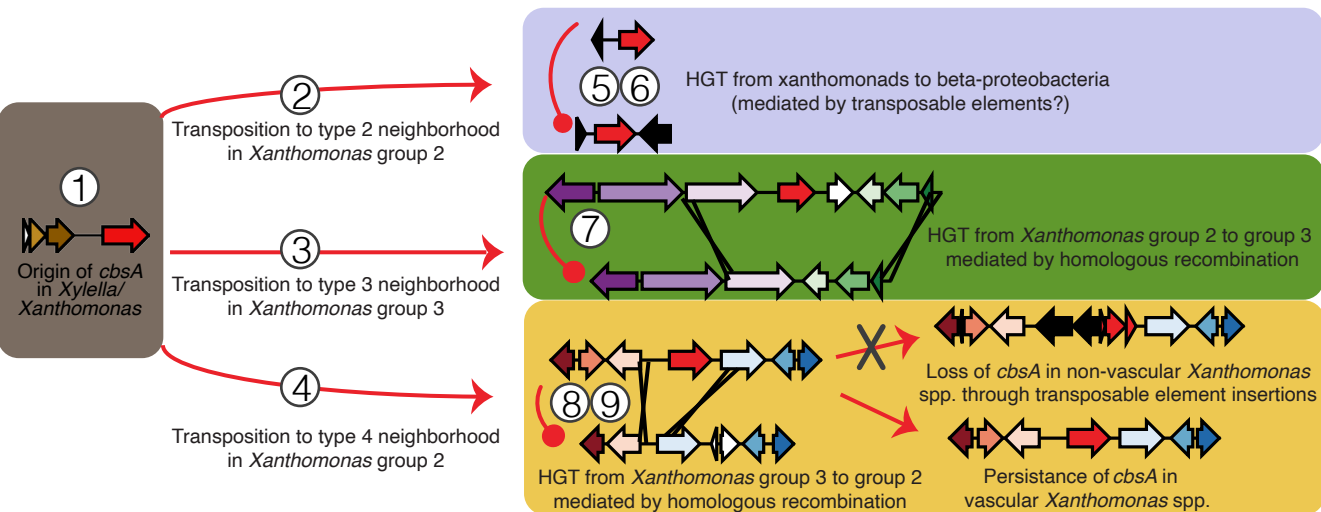 1
Origin of cbsA
in Xylella/
Xanthomonas
2
Transposition to type 2 neighborhood
in Xanthomonas group 2
3
Transposition to type 3 neighborhood
in Xanthomonas group 3
4
Transposition to type 4 neighborhood
in Xanthomonas group 2
5 6
HGT from xanthomonads to beta-proteobacteria
(mediated by transposable elements?)
7
HGT from Xanthomonas group 2 to group 3
mediated by homologous recombination
8 9
HGT from Xanthomonas group 3 to group 2
mediated by homologous recombination
Loss of cbsA in non-vascular Xanthomonas
spp. through transposable element insertions
Persistance of cbsA in
vascular Xanthomonas spp.